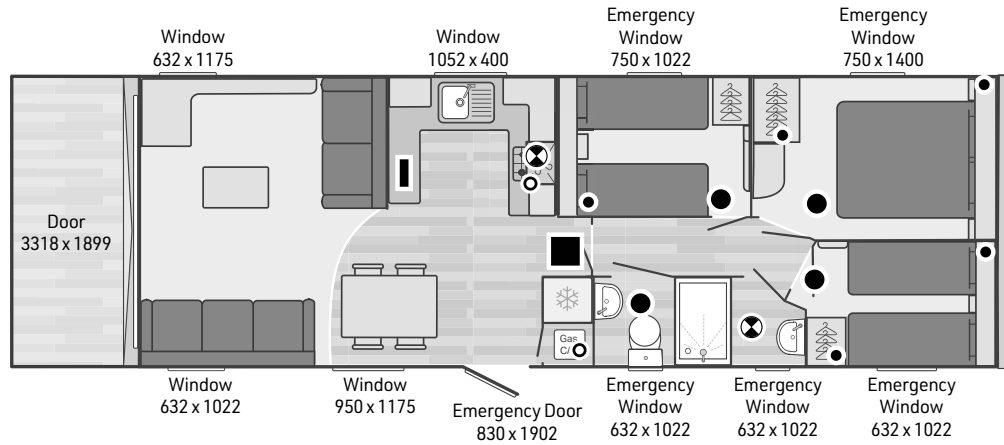 Window
632 x 1175
Window
1052 x 400
Emergency
Window
750 x 1022
Emergency
Window
750 x 1400
Door
3318 x 1899
Gas
C/
Window
632 x 1022
Window
950 x 1175
Emergency Door
830 x 1902
Emergency
Window
632 x 1022
Emergency
Window
632 x 1022
Emergency
Window
632 x 1022